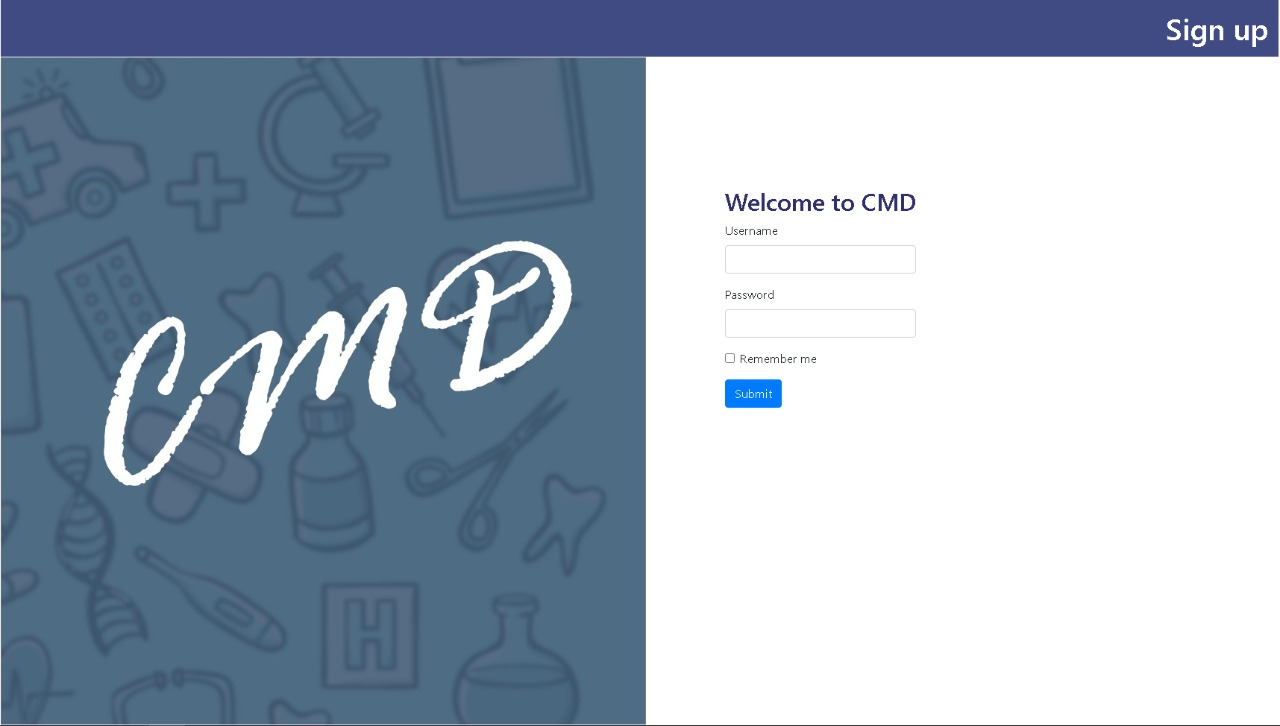 Sign up
CMD
H
Welcome to CMD
Username
Password
Remember me
Submit